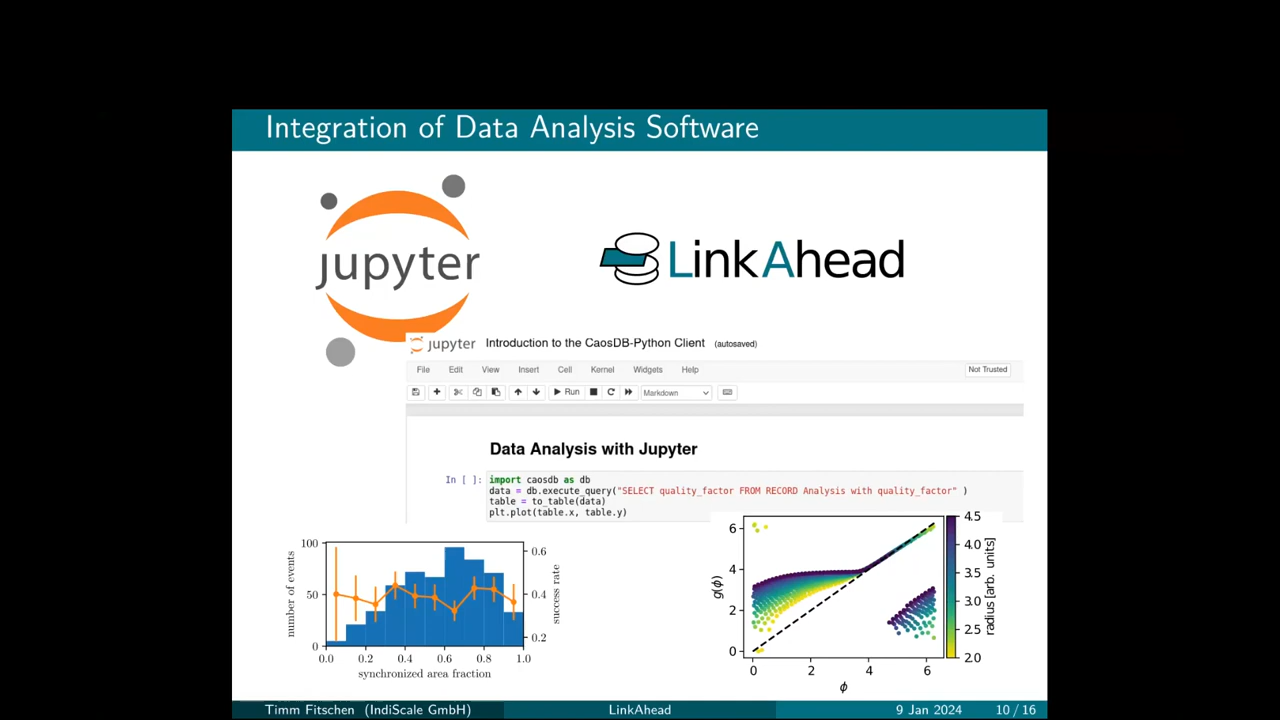 Integration of Data Analysis Software
jupyter
LinkAhead
jupyter Introduction to the CaosDB-Python Client (autosaved)
File Edit View Insert Cell Kernel Widgets Help Not Trusted
Run Markdown
Data Analysis with Jupyter
In [ ]: import caosdb as db
data = db.execute_query("SELECT quality_factor FROM RECORD Analysis with quality_factor" )
table = to_table(data)
plt.plot(table.x, table.y)
number of events
100
50
0
0.6
0.4
0.2
success rate
0.0 0.2 0.4 0.6 0.8 1.0
synchronized area fraction
g(ϕ)
6
4
2
0
0 2 4 6
ϕ
4.5
4.0
3.5
3.0
2.5
2.0
radius [arb. units]
Timm Fitschen (IndiScale GmbH) LinkAhead 9 Jan 2024 10 / 16